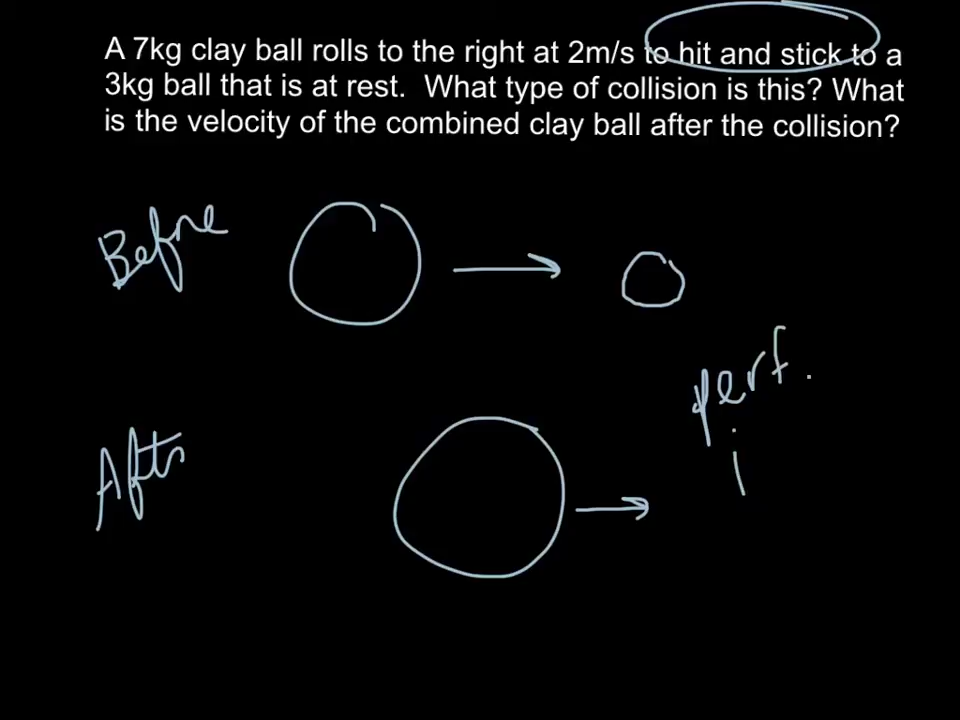 A 7kg clay ball rolls to the right at 2m/s to hit and stick to a
3kg ball that is at rest. What type of collision is this? What
is the velocity of the combined clay ball after the collision?
Before
perf.
After
i